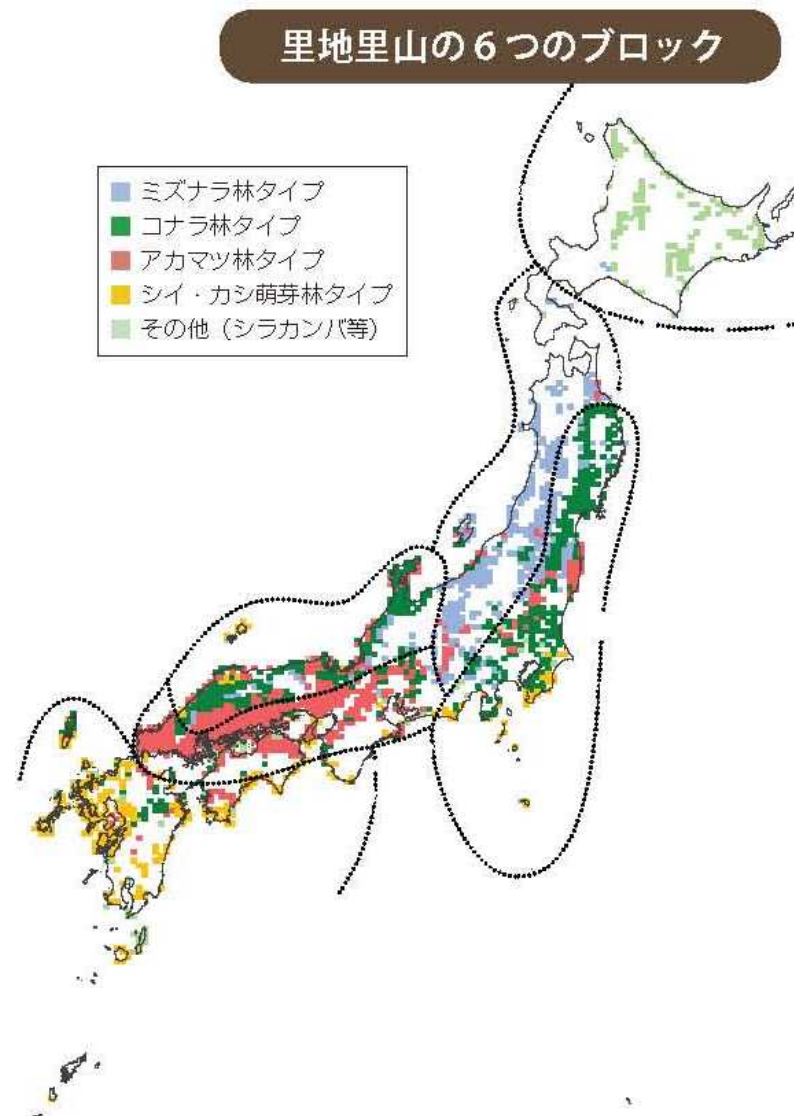 里地里山の6つのブロック
ミズナラ林タイプ
コナラ林タイプ
アカマツ林タイプ
シイ・カシ萌芽林タイプ
その他（シラカンバ等）